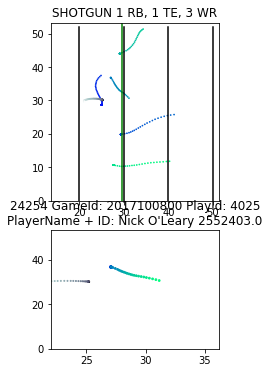 SHOTGUN 1 RB, 1 TE, 3 WR
50
40
30
20
10
0
20 30 40 50
24254 GameId: 2017100800 PlayId: 4025
PlayerName + ID: Nick O'Leary 2552403.0
40
20
0
25 30 35